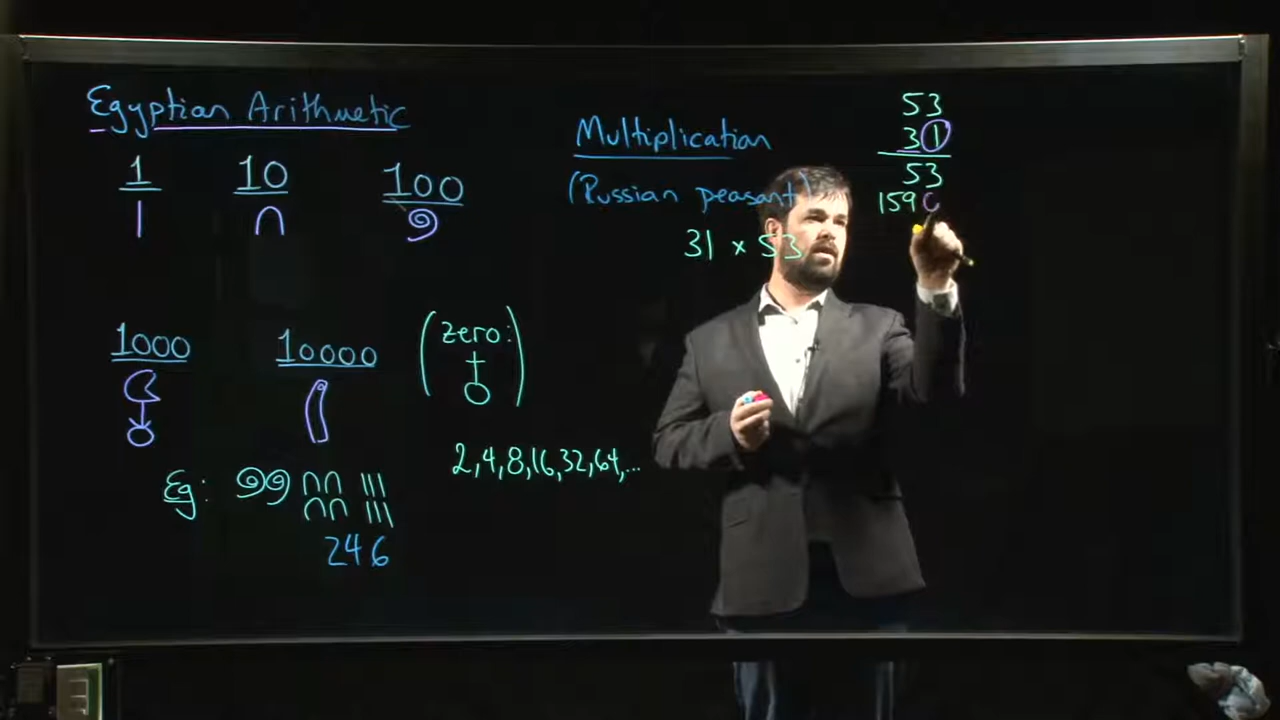 Egyptian Arithmetic
1 10 100
1000 10000
(zero:)
2,4,8,16,32,64,...
Eg:
246
Multiplication
(Russian peasant)
31 x 53
53
31
53
159